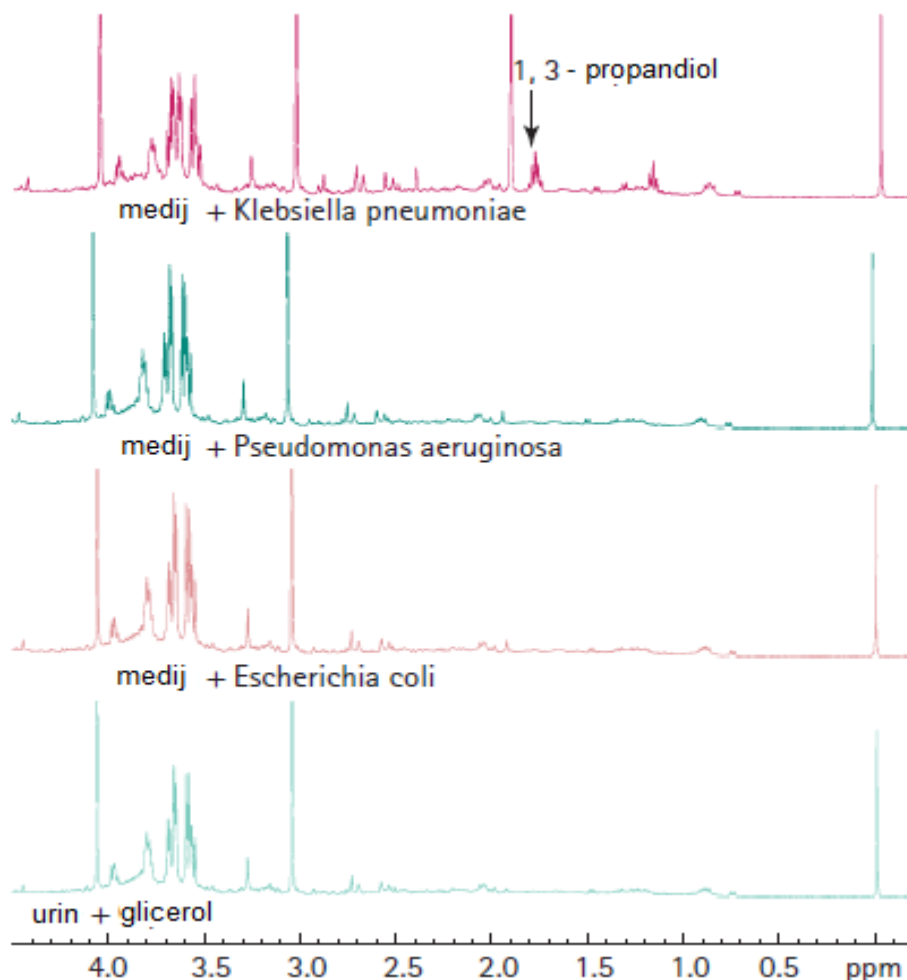 1, 3 - propandiol
medij + Klebsiella pneumoniae
medij + Pseudomonas aeruginosa
medij + Escherichia coli
urin + glicerol
4.0 3.5 3.0 2.5 2.0 1.5 1.0 0.5 ppm